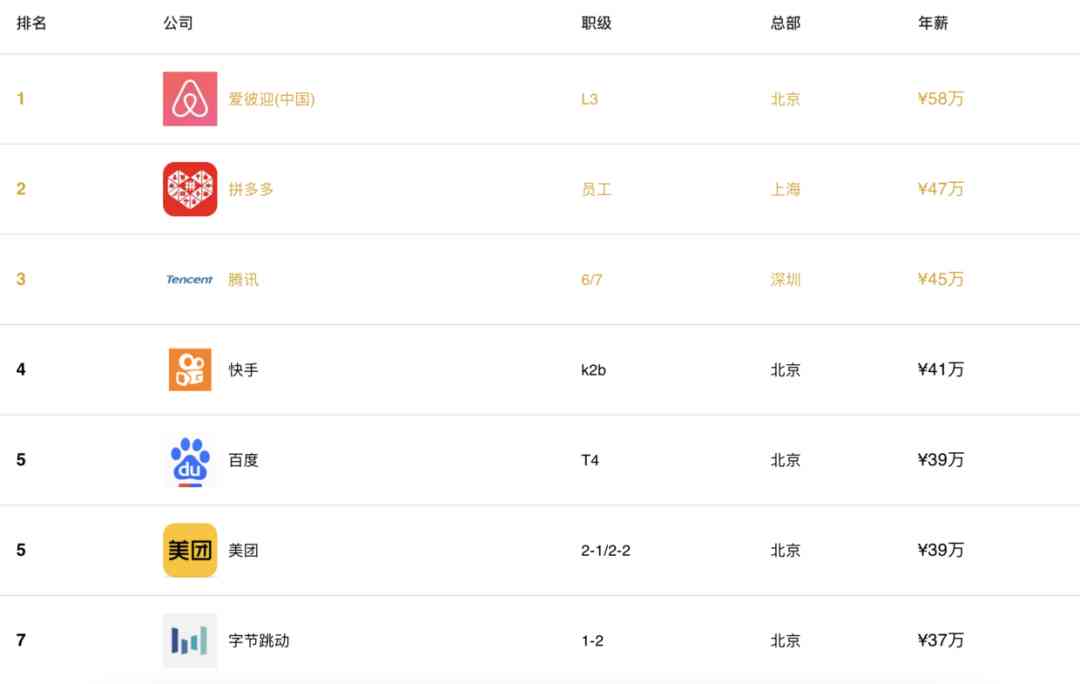 排名 公司 职级 总部 年薪
1 爱彼迎(中国) L3 北京 ¥58万
2 拼 拼多多 员工 上海 ¥47万
3 Tencent 腾讯 6/7 深圳 ¥45万
4 快手 k2b 北京 ¥41万
5 du 百度 T4 北京 ¥39万
5 美团 美团 2-1/2-2 北京 ¥39万
7 字节跳动 1-2 北京 ¥37万